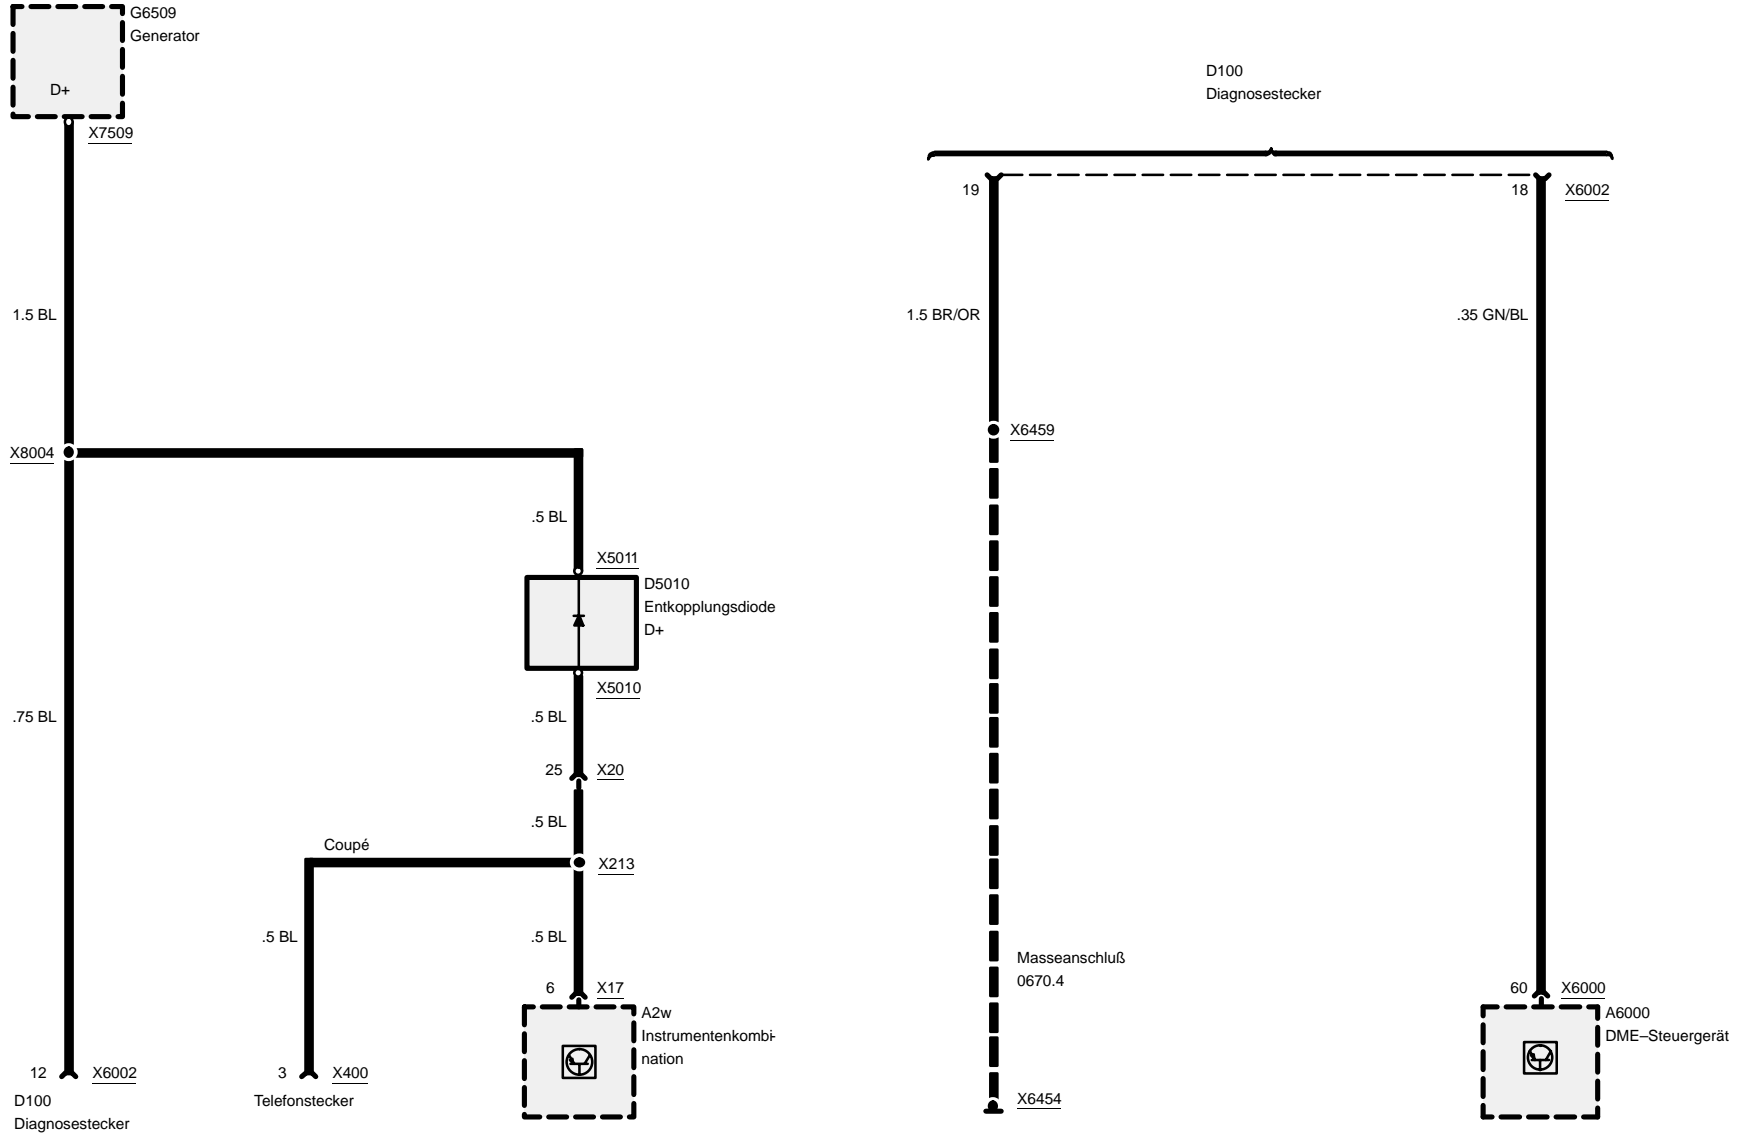 G6509
Generator
D+
X7509
1.5 BL
X8004
.5 BL
X5011
D5010
Entkopplungsdiode
D+
X5010
.75 BL
.5 BL
25
X20
.5 BL
Coupé
X213
.5 BL
.5 BL
6
X17
A2w
Instrumentenkombi-
nation
12
X6002
D100
Diagnosestecker
3
X400
Telefonstecker
D100
Diagnosestecker
19
18
X6002
1.5 BR/OR
.35 GN/BL
X6459
Masseanschluß
0670.4
X6454
60
X6000
A6000
DME–Steuergerät